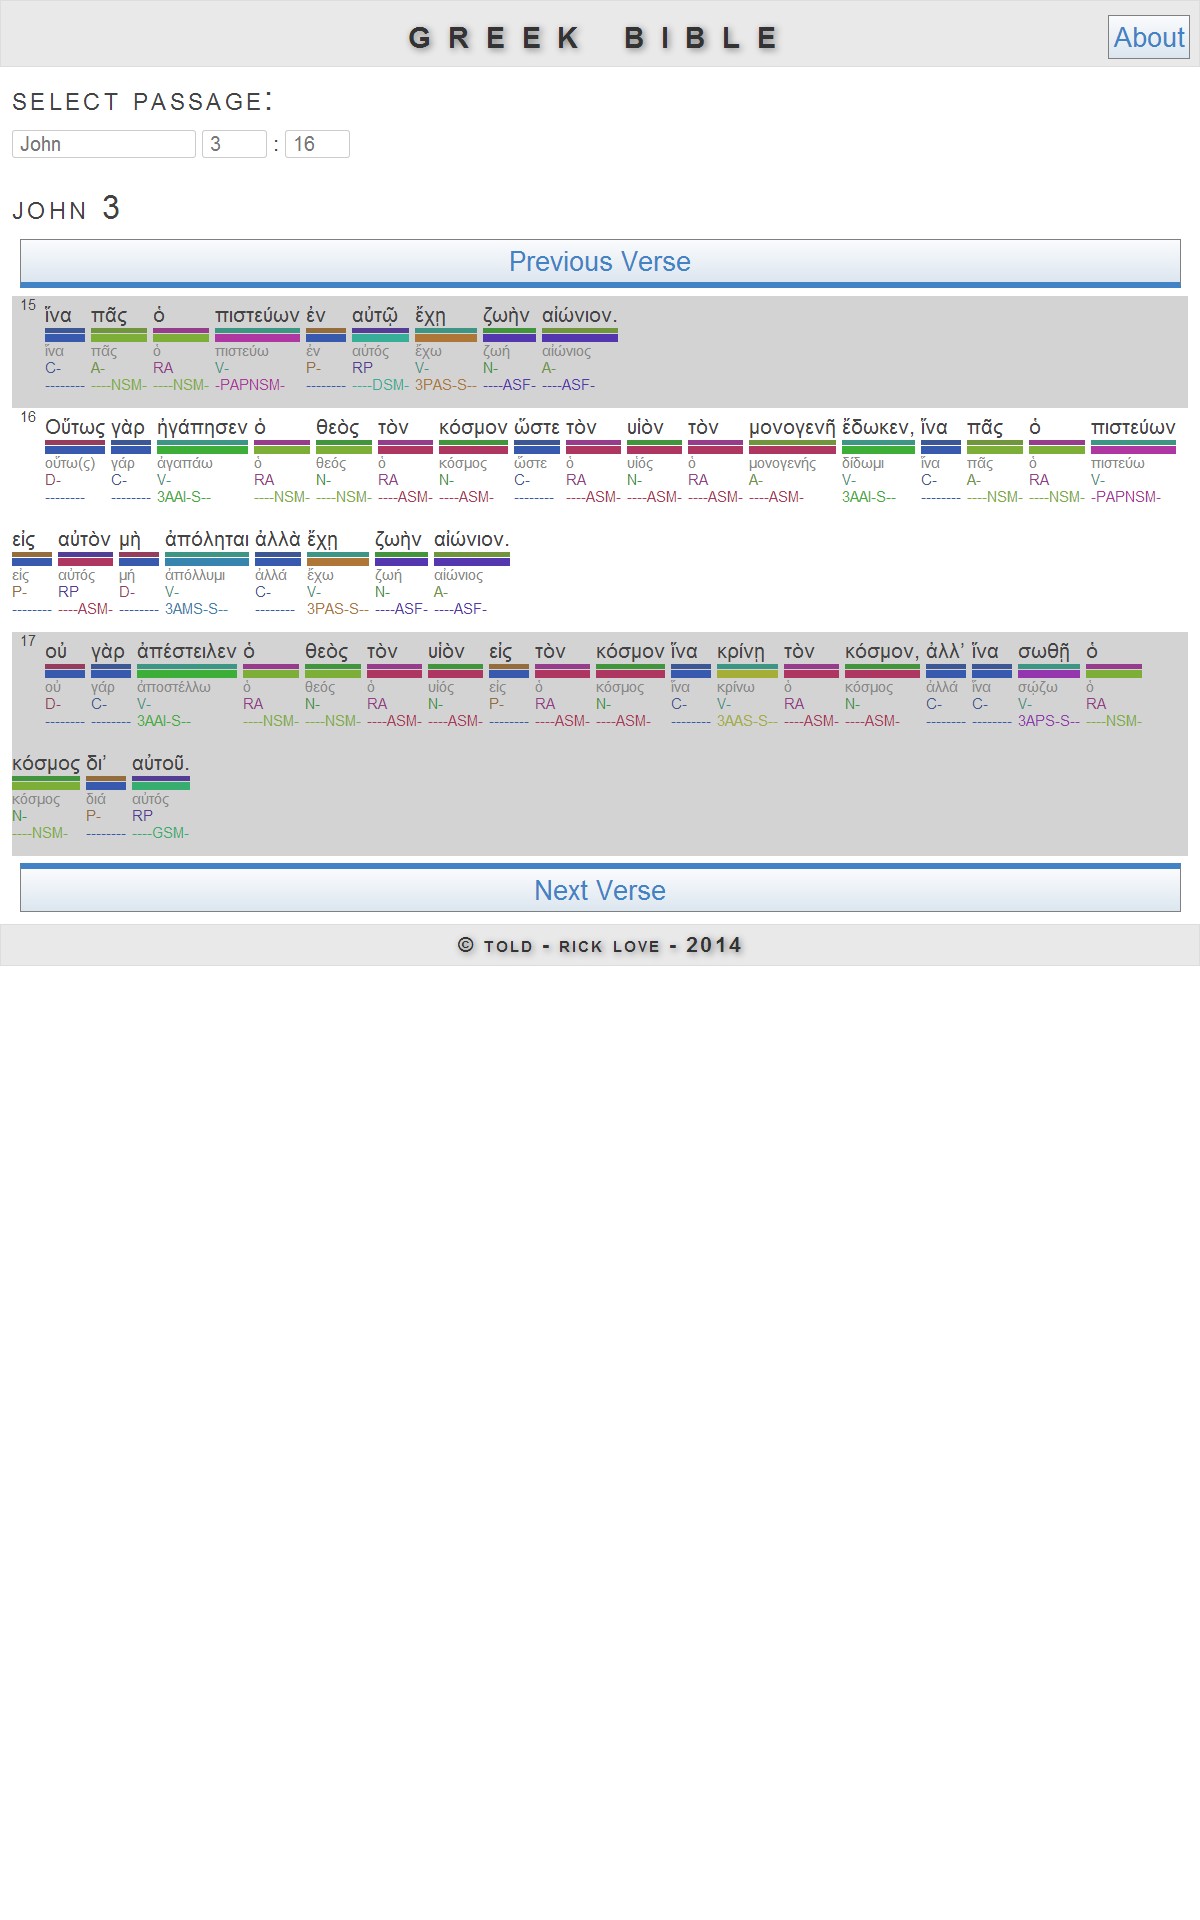 GREEK BIBLE
About
SELECT PASSAGE:
John 3 : 16
JOHN 3
Previous Verse
15 ἵνα πᾶς ὁ πιστεύων ἐν αὐτῷ ἔχῃ ζωὴν αἰώνιον.
ἵνα πᾶς ὁ πιστεύω ἐν αὐτός ἔχω ζωή αἰώνιος
C- A- RA V- P- RP V- N- A-
-------- ----NSM- ----NSM- -PAPNSM- -------- ----DSM- 3PAS-S-- ----ASF- ----ASF-
16 Οὕτως γὰρ ἠγάπησεν ὁ θεὸς τὸν κόσμον ὥστε τὸν υἱὸν τὸν μονογενῆ ἔδωκεν, ἵνα πᾶς ὁ πιστεύων
οὕτω(ς) γάρ ἀγαπάω ὁ θεός ὁ κόσμος ὥστε ὁ υἱός ὁ μονογενής δίδωμι ἵνα πᾶς ὁ πιστεύω
D- C- V- RA N- RA N- C- RA N- RA A- V- C- A- RA V-
-------- -------- 3AAI-S-- ----NSM- ----NSM- ----ASM- ----ASM- -------- ----ASM- ----ASM- ----ASM- ----ASM- 3AAI-S-- -------- ----NSM- ----NSM- -PAPNSM-
εἰς αὐτὸν μὴ ἀπόληται ἀλλὰ ἔχῃ ζωὴν αἰώνιον.
εἰς αὐτός μή ἀπόλλυμι ἀλλά ἔχω ζωή αἰώνιος
P- RP D- V- C- V- N- A-
-------- ----ASM- -------- 3AMS-S-- -------- 3PAS-S-- ----ASF- ----ASF-
17 οὐ γὰρ ἀπέστειλεν ὁ θεὸς τὸν υἱὸν εἰς τὸν κόσμον ἵνα κρίνῃ τὸν κόσμον, ἀλλ’ ἵνα σωθῇ ὁ
οὐ γάρ ἀποστέλλω ὁ θεός ὁ υἱός εἰς ὁ κόσμος ἵνα κρίνω ὁ κόσμος ἀλλά ἵνα σῴζω ὁ
D- C- V- RA N- RA N- P- RA N- C- V- RA N- C- C- V- RA
-------- -------- 3AAI-S-- ----NSM- ----NSM- ----ASM- ----ASM- -------- ----ASM- ----ASM- -------- 3AAS-S-- ----ASM- ----ASM- -------- -------- 3APS-S-- ----NSM-
κόσμος δι’ αὐτοῦ.
κόσμος διά αὐτός
N- P- RP
----NSM- -------- ----GSM-
Next Verse
© TOLD - RICK LOVE - 2014